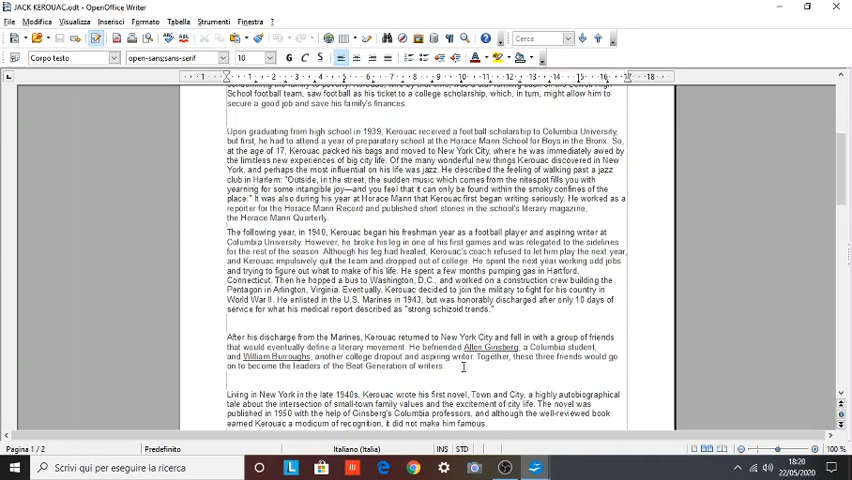 JACK KEROUAC.odt - OpenOffice Writer
File Modifica Visualizza Inserisci Formato Tabella Strumenti Finestra ?
Cerca
Corpo testo open-sans;sans-serif 10 G C S
1 1 2 3 4 5 6 7 8 9 10 11 12 13 14 15 16 18
School football team, saw football as his ticket to a college scholarship, which, in turn, might allow him to
secure a good job and save his family's finances.
Upon graduating from high school in 1939, Kerouac received a football scholarship to Columbia University,
but first, he had to attend a year of preparatory school at the Horace Mann School for Boys in the Bronx. So,
at the age of 17, Kerouac packed his bags and moved to New York City, where he was immediately awed by
the limitless new experiences of big city life. Of the many wonderful new things Kerouac discovered in New
York, and perhaps the most influential on his life was jazz. He described the feeling of walking past a jazz
club in Harlem: "Outside, in the street, the sudden music which comes from the nitespot fills you with
yearning for some intangible joy—and you feel that it can only be found within the smoky confines of the
place." It was also during his year at Horace Mann that Kerouac first began writing seriously. He worked as a
reporter for the Horace Mann Record and published short stories in the school's literary magazine,
the Horace Mann Quarterly.
The following year, in 1940, Kerouac began his freshman year as a football player and aspiring writer at
Columbia University. However, he broke his leg in one of his first games and was relegated to the sidelines
for the rest of the season. Although his leg had healed, Kerouac's coach refused to let him play the next year,
and Kerouac impulsively quit the team and dropped out of college. He spent the next year working odd jobs
and trying to figure out what to make of his life. He spent a few months pumping gas in Hartford,
Connecticut. Then he hopped a bus to Washington, D.C., and worked on a construction crew building the
Pentagon in Arlington, Virginia. Eventually, Kerouac decided to join the military to fight for his country in
World War II. He enlisted in the U.S. Marines in 1943, but was honorably discharged after only 10 days of
service for what his medical report described as "strong schizoid trends."
After his discharge from the Marines, Kerouac returned to New York City and fell in with a group of friends
that would eventually define a literary movement. He befriended Allen Ginsberg, a Columbia student,
and William Burroughs, another college dropout and aspiring writer. Together, these three friends would go
on to become the leaders of the Beat Generation of writers.
Living in New York in the late 1940s, Kerouac wrote his first novel, Town and City, a highly autobiographical
tale about the intersection of small-town family values and the excitement of city life. The novel was
published in 1950 with the help of Ginsberg's Columbia professors, and although the well-reviewed book
earned Kerouac a modicum of recognition, it did not make him famous.
Pagina 1 / 2 Predefinito Italiano (Italia) INS STD 100 %
Scrivi qui per eseguire la ricerca
18:20
22/05/2020